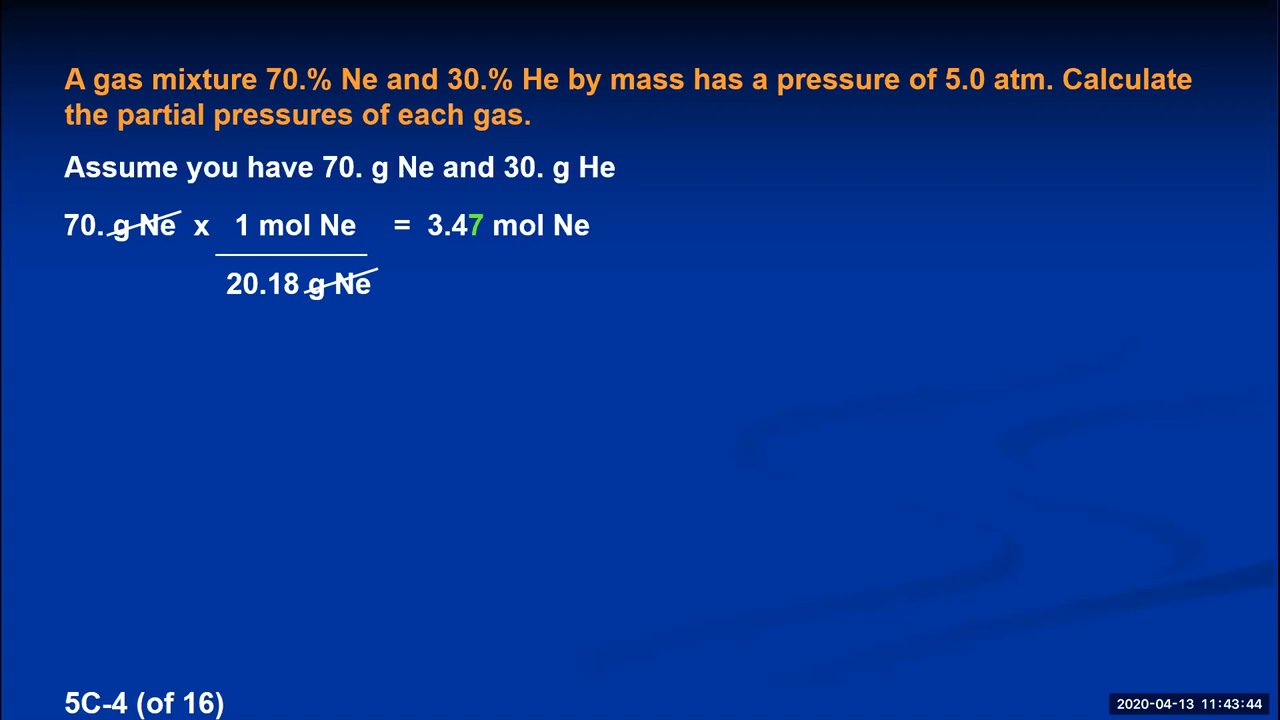 A gas mixture 70.% Ne and 30.% He by mass has a pressure of 5.0 atm. Calculate
the partial pressures of each gas.
Assume you have 70. g Ne and 30. g He
70. g Ne x 1 mol Ne = 3.47 mol Ne
20.18 g Ne
5C-4 (of 16)
2020-04-13 11:43:44